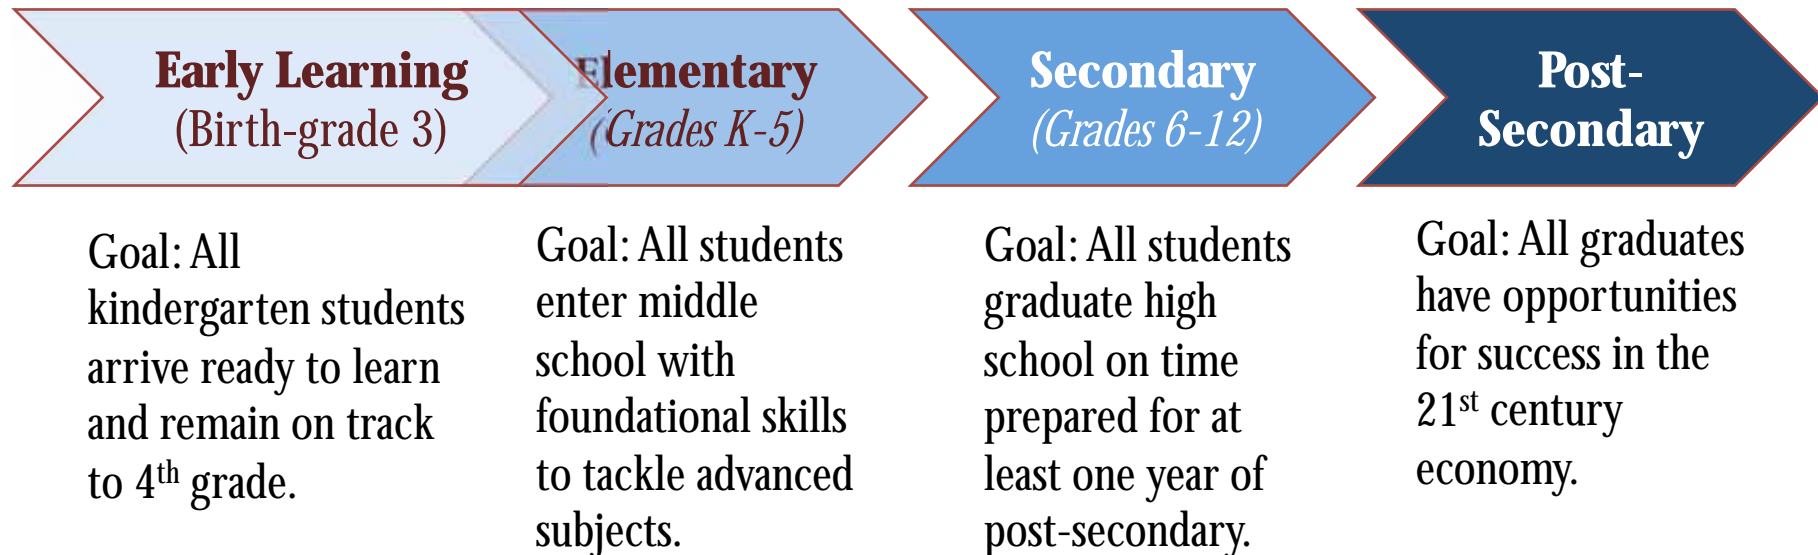 Early Learning
(Birth-grade 3)
Elementary
(Grades K-5)
Secondary
(Grades 6-12)
Post-
Secondary
Goal: All
kindergarten students
arrive ready to learn
and remain on track
to 4th grade.
Goal: All students
enter middle
school with
foundational skills
to tackle advanced
subjects.
Goal: All students
graduate high
school on time
prepared for at
least one year of
post-secondary.
Goal: All graduates
have opportunities
for success in the
21st century
economy.